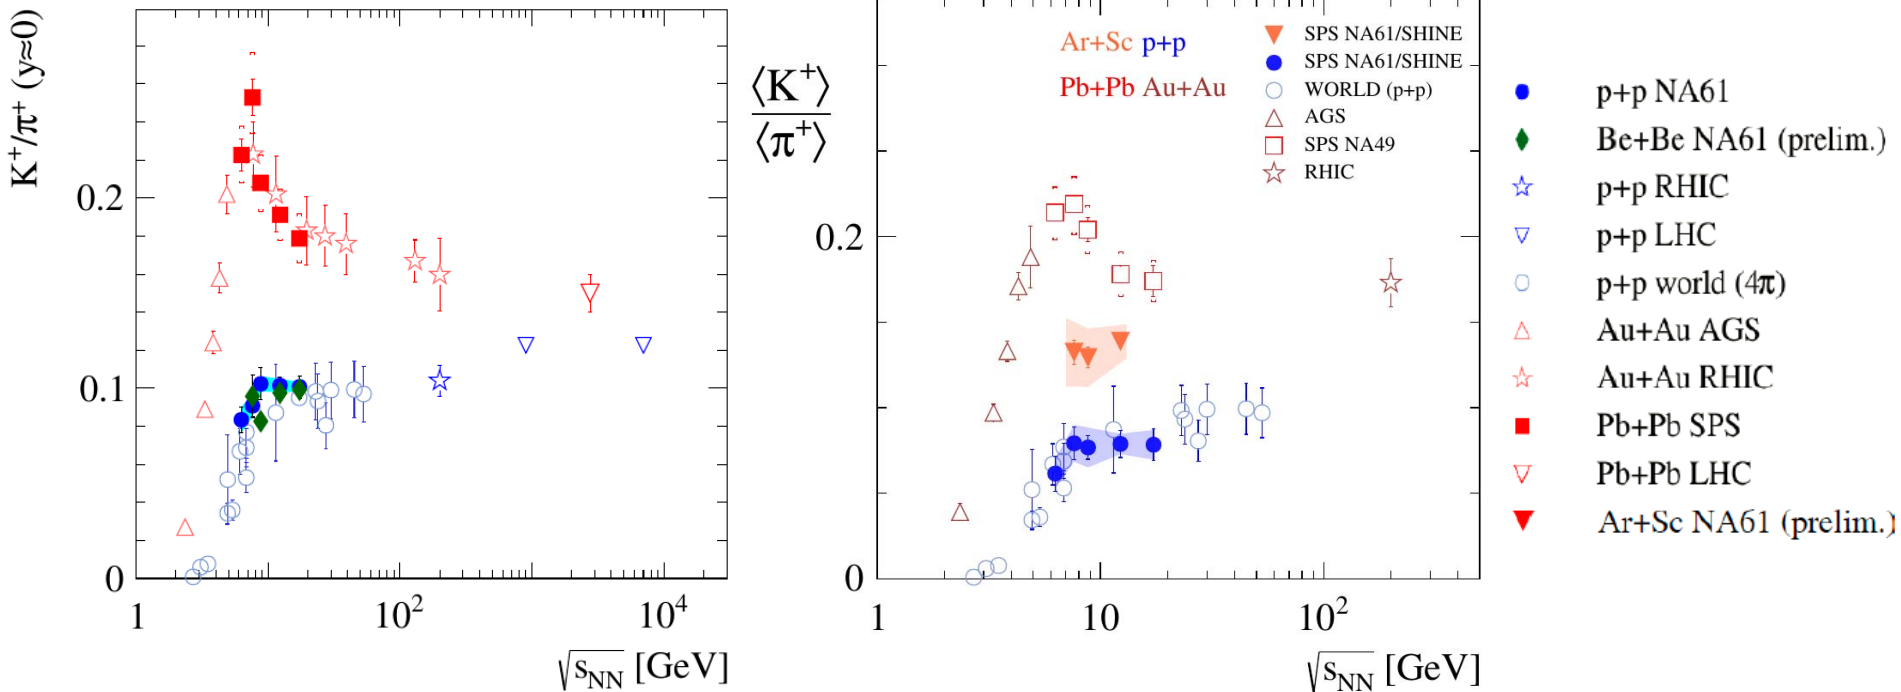 K⁺/π⁺ (y≈0)
0.2
0.1
0
1
10²
10⁴
√sNN [GeV]
⟨K⁺⟩
⟨π⁺⟩
Ar+Sc p+p
Pb+Pb Au+Au
SPS NA61/SHINE
SPS NA61/SHINE
WORLD (p+p)
AGS
SPS NA49
RHIC
0.2
0
1
10
10²
√sNN [GeV]
p+p NA61
Be+Be NA61 (prelim.)
p+p RHIC
p+p LHC
p+p world (4π)
Au+Au AGS
Au+Au RHIC
Pb+Pb SPS
Pb+Pb LHC
Ar+Sc NA61 (prelim.)